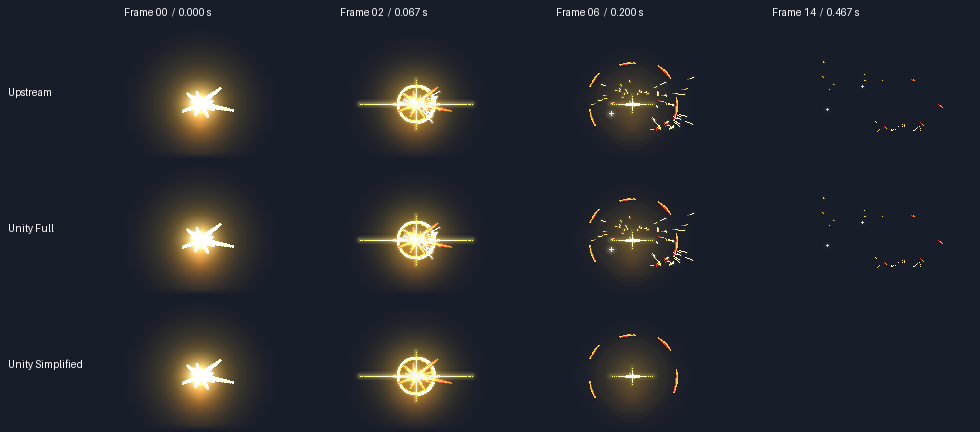 Frame 00 / 0.000 s
Frame 02 / 0.067 s
Frame 06 / 0.200 s
Frame 14 / 0.467 s
Upstream
Unity Full
Unity Simplified